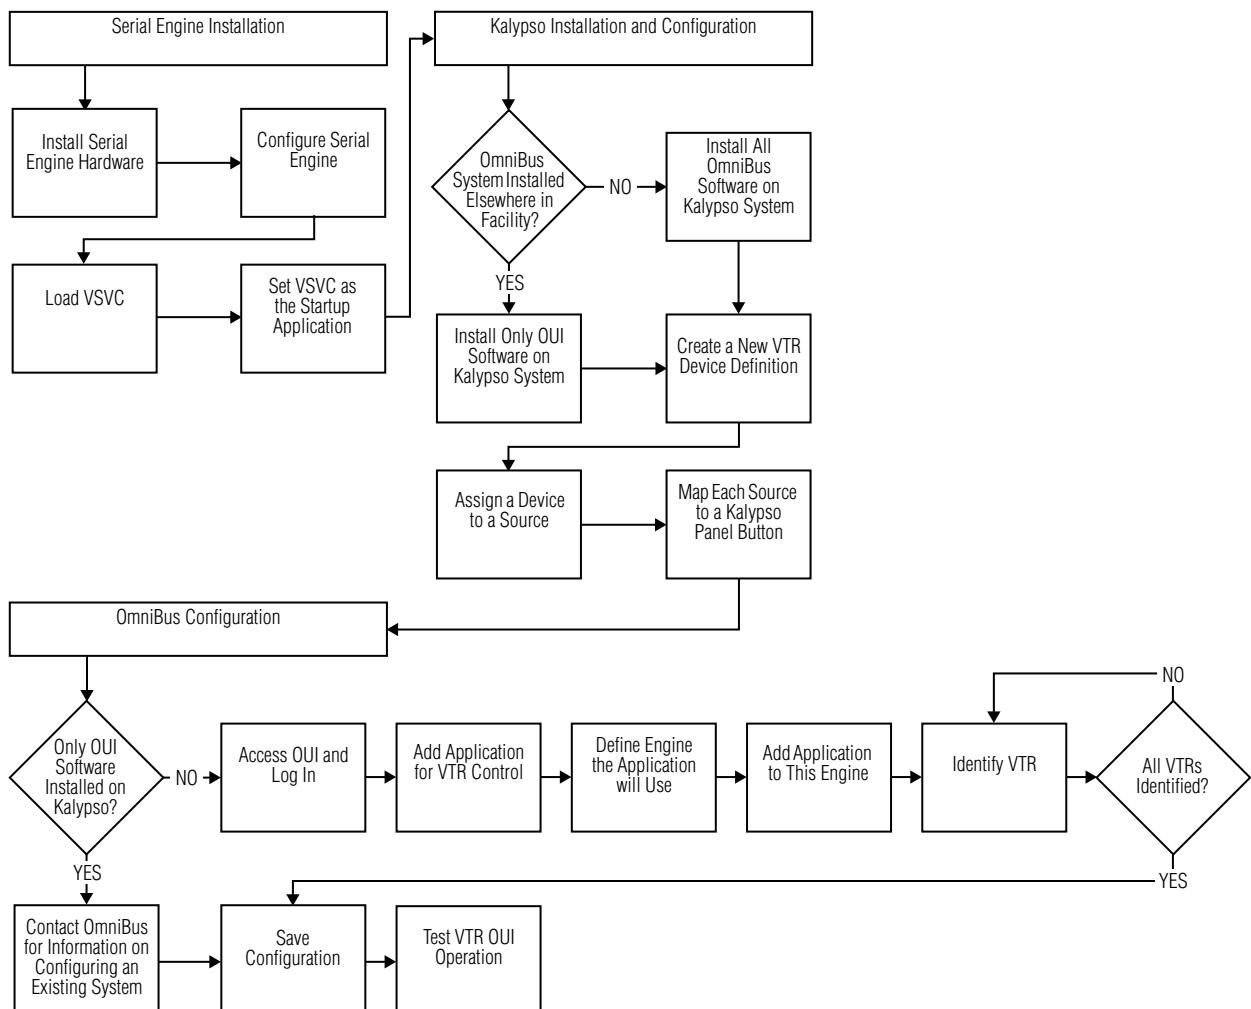 Serial Engine Installation
Install Serial
Engine Hardware
Configure Serial
Engine
Load VSVC
Set VSVC as
the Startup
Application
Kalypso Installation and Configuration
OmniBus
System Installed
Elsewhere in
Facility?
NO
Install All
OmniBus
Software on
Kalypso System
YES
Install Only OUI
Software on
Kalypso System
Create a New VTR
Device Definition
Assign a Device
to a Source
Map Each Source
to a Kalypso
Panel Button
OmniBus Configuration
Only OUI
Software
Installed on
Kalypso?
NO
Access OUI and
Log In
Add Application
for VTR Control
Define Engine
the Application
will Use
Add Application
to This Engine
Identify VTR
All VTRs
Identified?
NO
YES
YES
Contact OmniBus
for Information on
Configuring an
Existing System
Save
Configuration
Test VTR OUI
Operation